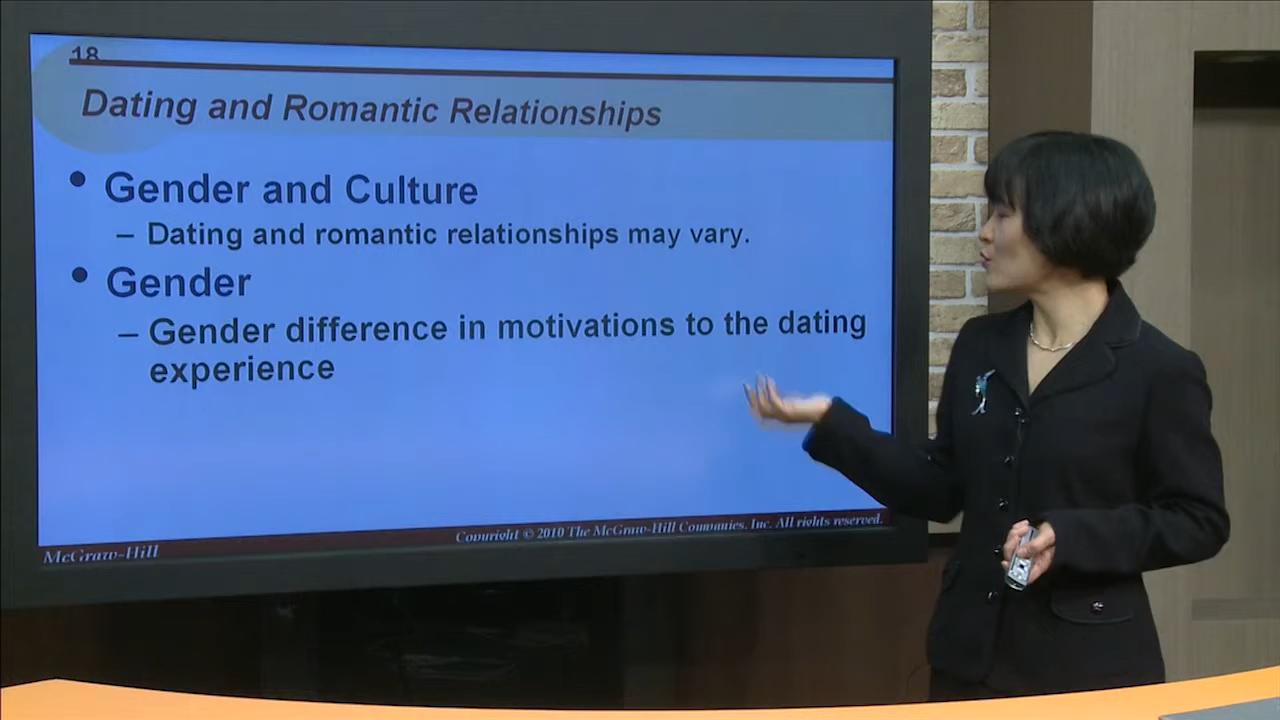 18
Dating and Romantic Relationships
• Gender and Culture
– Dating and romantic relationships may vary.
• Gender
– Gender difference in motivations to the dating
experience
McGraw-Hill
Copyright © 2010 The McGraw-Hill Companies, Inc. All rights reserved.